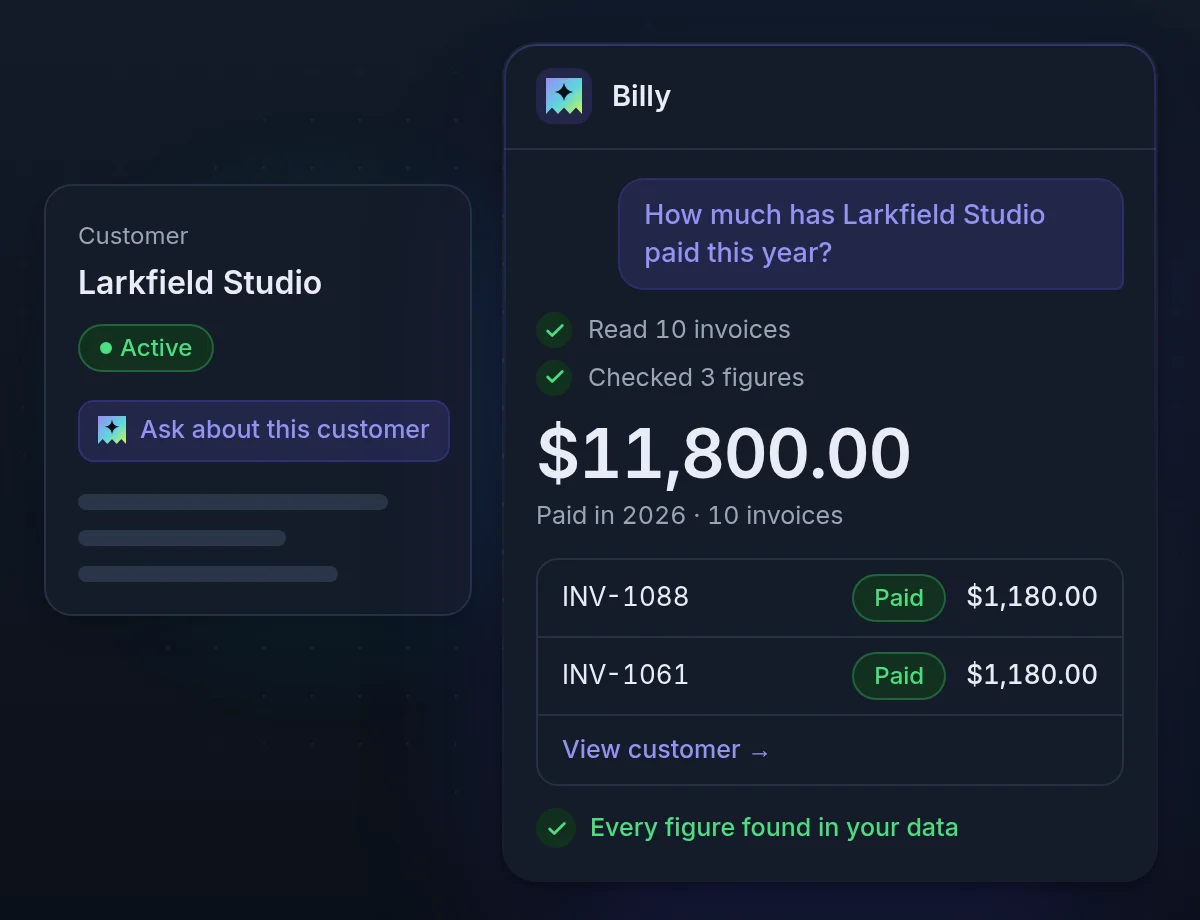 Customer
Larkfield Studio
Active
Ask about this customer
Billy
How much has Larkfield Studio
paid this year?
Read 10 invoices
Checked 3 figures
$11,800.00
Paid in 2026 · 10 invoices
INV-1088 Paid $1,180.00
INV-1061 Paid $1,180.00
View customer →
Every figure found in your data